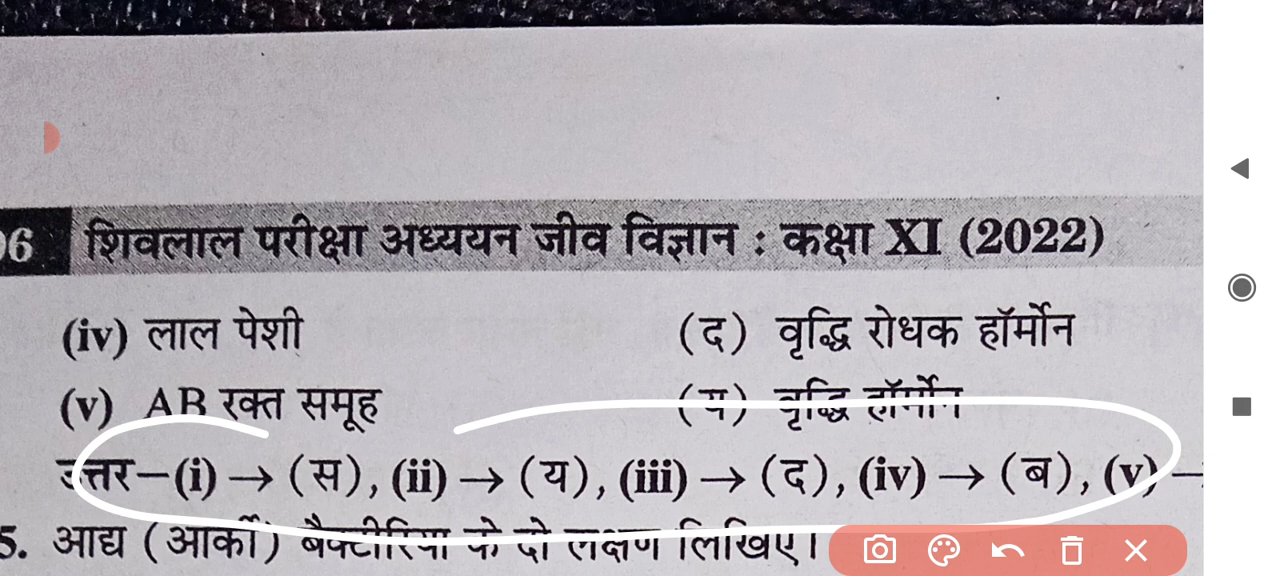 06 शिवलाल परीक्षा अध्ययन जीव विज्ञान : कक्षा XI (2022)
(iv) लाल पेशी (द) वृद्धि रोधक हॉर्मोन
(v) AB रक्त समूह (य) वृद्धि हॉर्मोन
उत्तर–(i) → (स), (ii) → (य), (iii) → (द), (iv) → (ब), (v) →
5. आद्य (आर्की) बैक्टीरिया के दो लक्षण लिखिए।